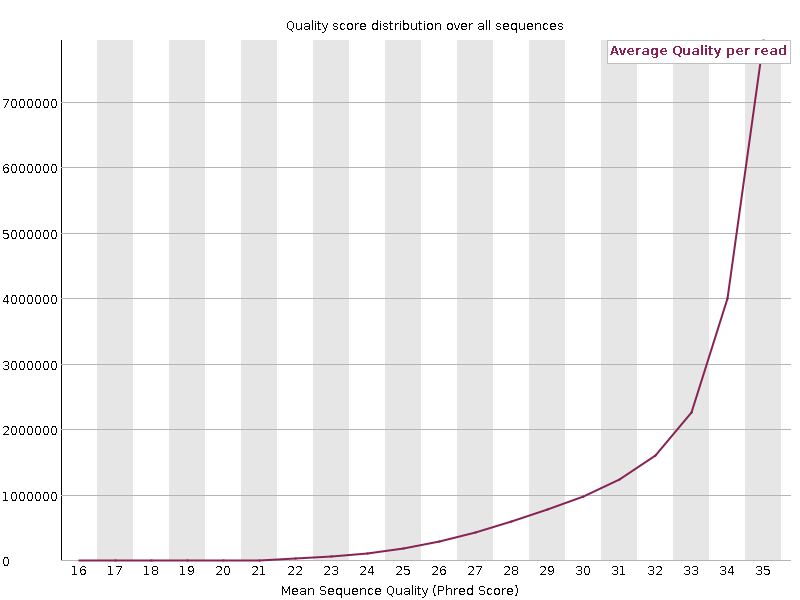 Quality score distribution over all sequences
Average Quality per read
7000000
6000000
5000000
4000000
3000000
2000000
1000000
0
16 17 18 19 20 21 22 23 24 25 26 27 28 29 30 31 32 33 34 35
Mean Sequence Quality (Phred Score)